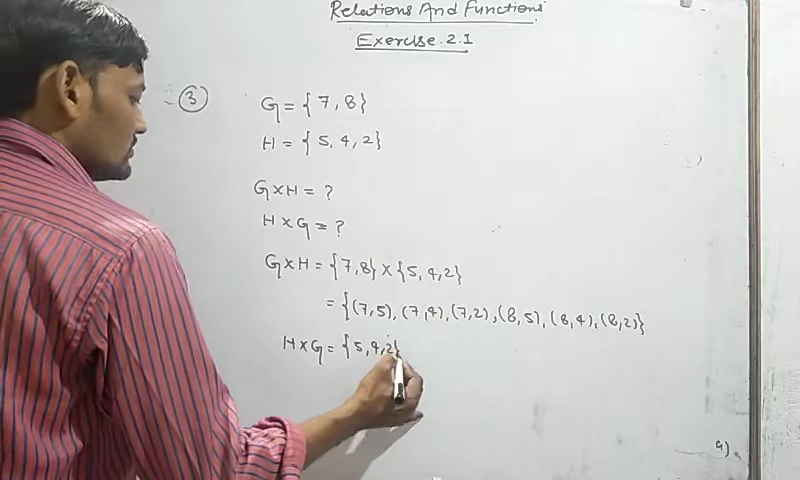 Relations And Functions
Exercise.2.1
③
G = {7, 8}
H = {5, 4, 2}
G×H = ?
H×G = ?
G×H = {7,8} × {5, 4, 2}
= {(7,5), (7,4), (7,2), (8,5), (8,4), (8,2)}
H×G = {5,4,2}